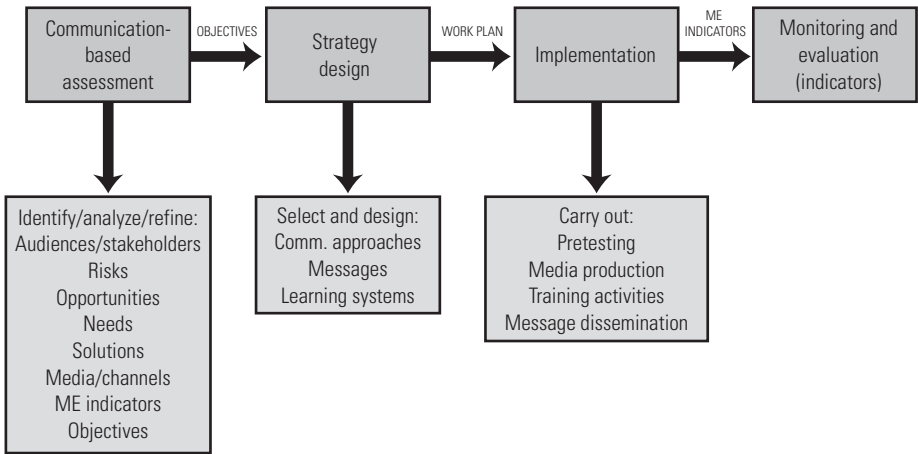 Communication-
based
assessment
OBJECTIVES
Strategy
design
WORK PLAN
Implementation
ME
INDICATORS
Monitoring and
evaluation
(indicators)
Identify/analyze/refine:
Audiences/stakeholders
Risks
Opportunities
Needs
Solutions
Media/channels
ME indicators
Objectives
Select and design:
Comm. approaches
Messages
Learning systems
Carry out:
Pretesting
Media production
Training activities
Message dissemination